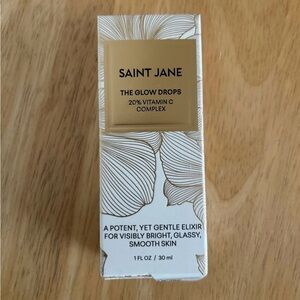 SAINT JANE
THE GLOW DROPS
20% VITAMIN C
COMPLEX
A POTENT, YET GENTLE ELIXIR
FOR VISIBLY BRIGHT, GLASSY,
SMOOTH SKIN
1 FL OZ / 30 ml